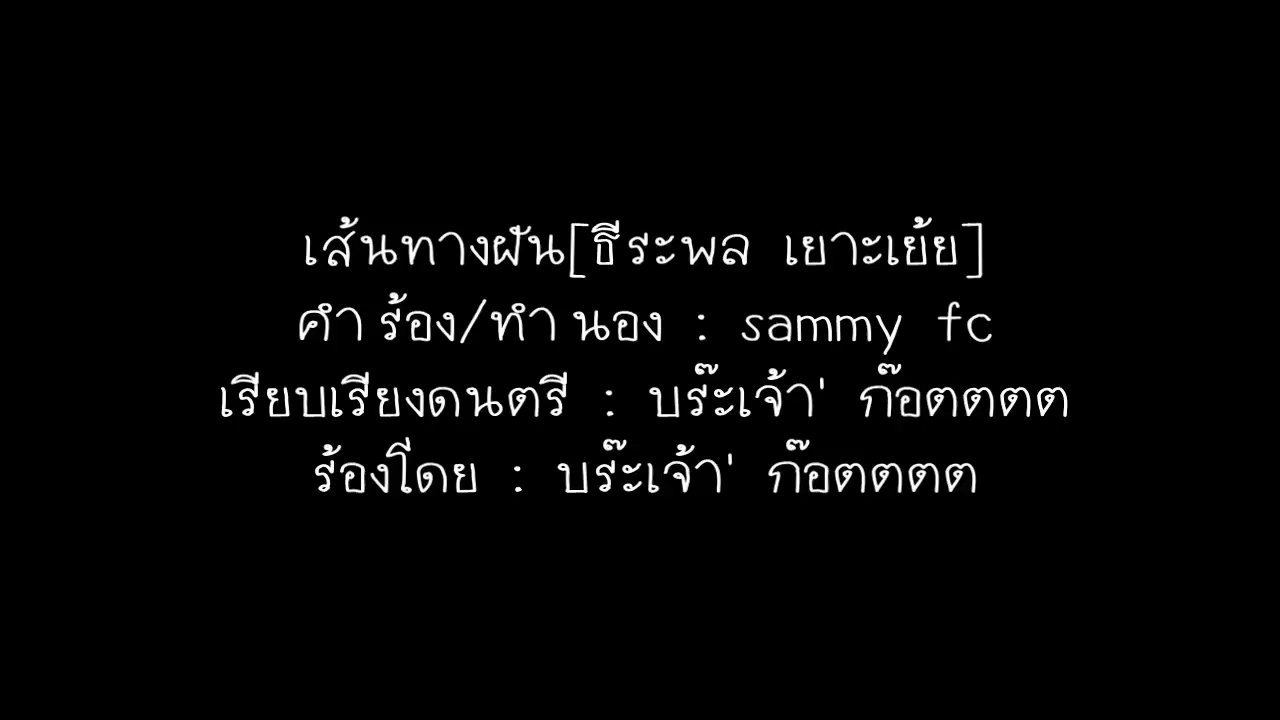 เส้นทางฝัน[ธีระพล เยาะเย้ย]
คำร้อง/ทำนอง : sammy fc
เรียบเรียงดนตรี : บร๊ะเจ้า' ก๊อตตตต
ร้องโดย : บร๊ะเจ้า' ก๊อตตตต